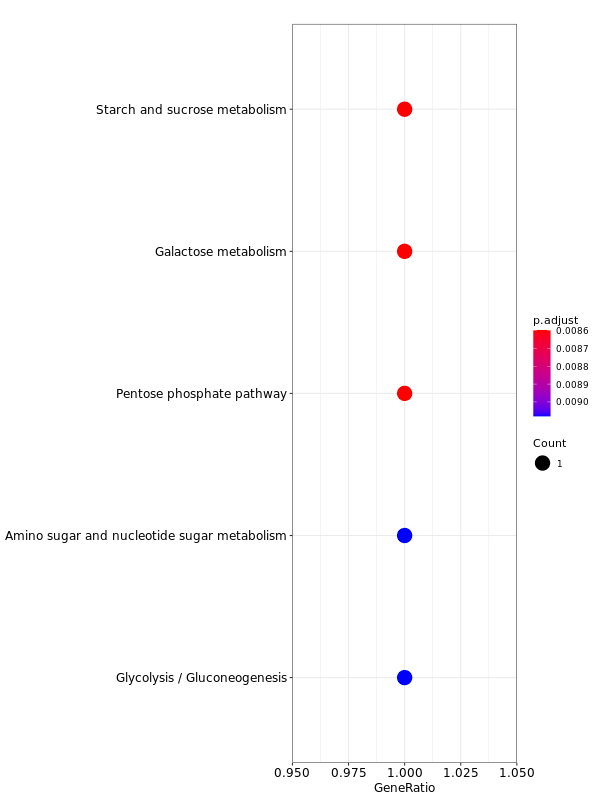 Starch and sucrose metabolism
Galactose metabolism
Pentose phosphate pathway
Amino sugar and nucleotide sugar metabolism
Glycolysis / Gluconeogenesis
0.950 0.975 1.000 1.025 1.050
GeneRatio
p.adjust
0.0086
0.0087
0.0088
0.0089
0.0090
Count
1